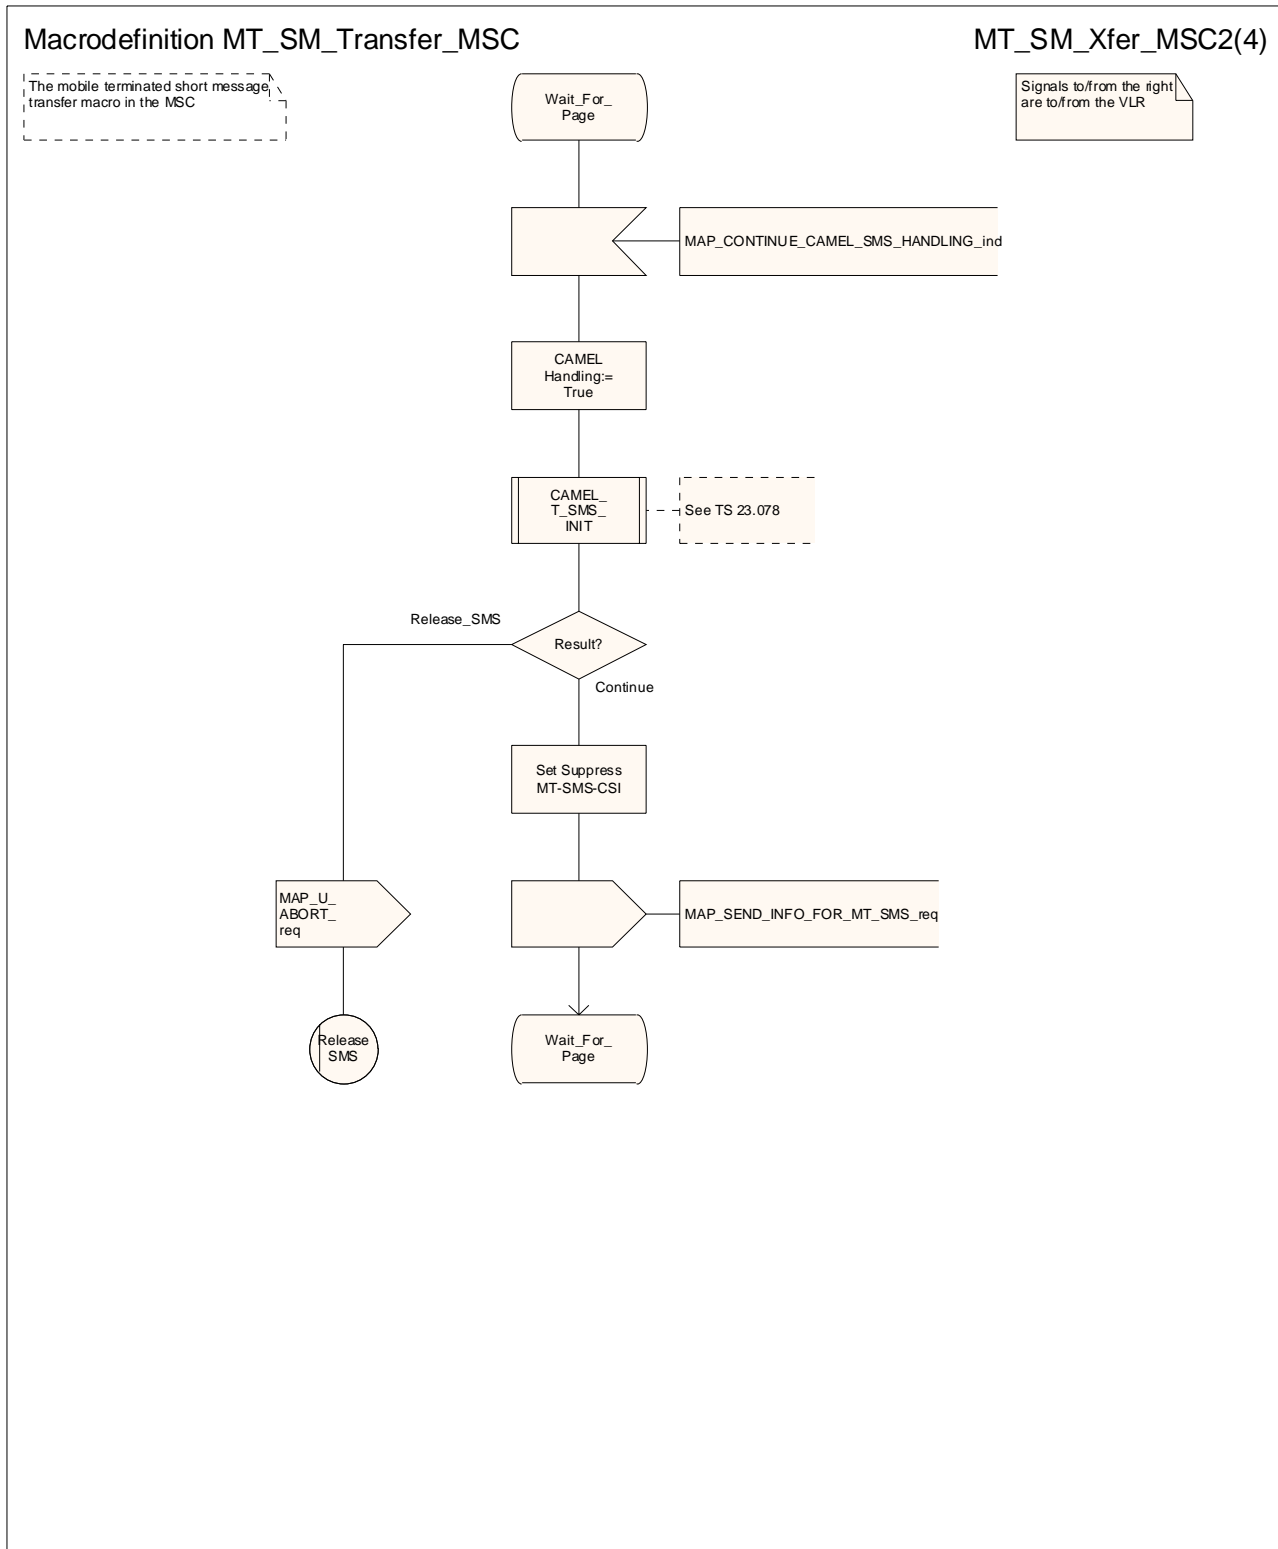 Macrodefinition MT_SM_Transfer_MSC
MT_SM_Xfer_MSC2(4)
The mobile terminated short message
transfer macro in the MSC
Signals to/from the right
are to/from the VLR
Wait_For_
Page
MAP_CONTINUE_CAMEL_SMS_HANDLING_ind
CAMEL
Handling:=
True
CAMEL_
T_SMS_
INIT
See TS 23.078
Release_SMS
Result?
Continue
Set Suppress
MT-SMS-CSI
MAP_U_
ABORT_
req
MAP_SEND_INFO_FOR_MT_SMS_req
Release
SMS
Wait_For_
Page